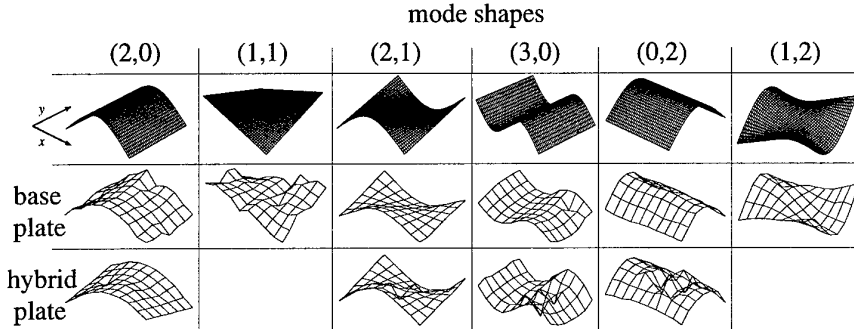 mode shapes
(2,0) (1,1) (2,1) (3,0) (0,2) (1,2)
y
x
base
plate
hybrid
plate